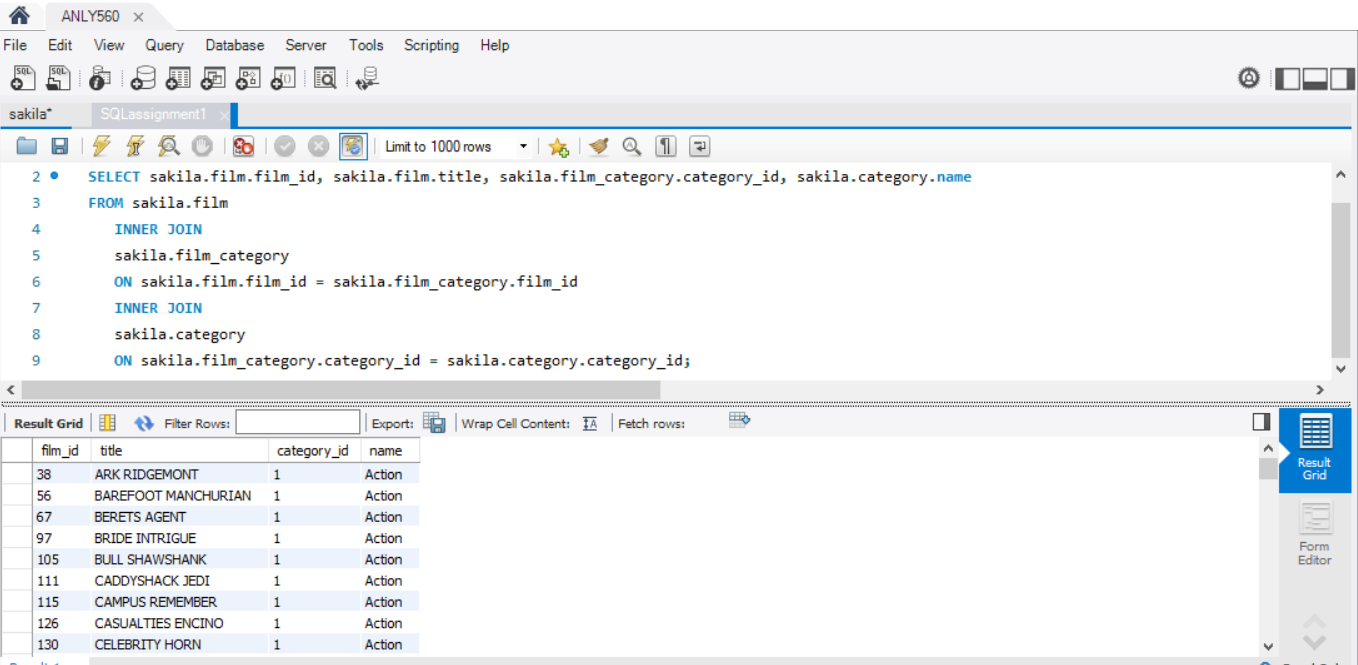 ANLY560 ×
File Edit View Query Database Server Tools Scripting Help
sakila* SQLassignment1 ×
Limit to 1000 rows
2 SELECT sakila.film.film_id, sakila.film.title, sakila.film_category.category_id, sakila.category.name
3 FROM sakila.film
4 INNER JOIN
5 sakila.film_category
6 ON sakila.film.film_id = sakila.film_category.film_id
7 INNER JOIN
8 sakila.category
9 ON sakila.film_category.category_id = sakila.category.category_id;
Result Grid Filter Rows: Export: Wrap Cell Content: Fetch rows:
film_id title category_id name
38 ARK RIDGEMONT 1 Action
56 BAREFOOT MANCHURIAN 1 Action
67 BERETS AGENT 1 Action
97 BRIDE INTRIGUE 1 Action
105 BULL SHAWSHANK 1 Action
111 CADDYSHACK JEDI 1 Action
115 CAMPUS REMEMBER 1 Action
126 CASUALTIES ENCINO 1 Action
130 CELEBRITY HORN 1 Action
Result
Grid
Form
Editor